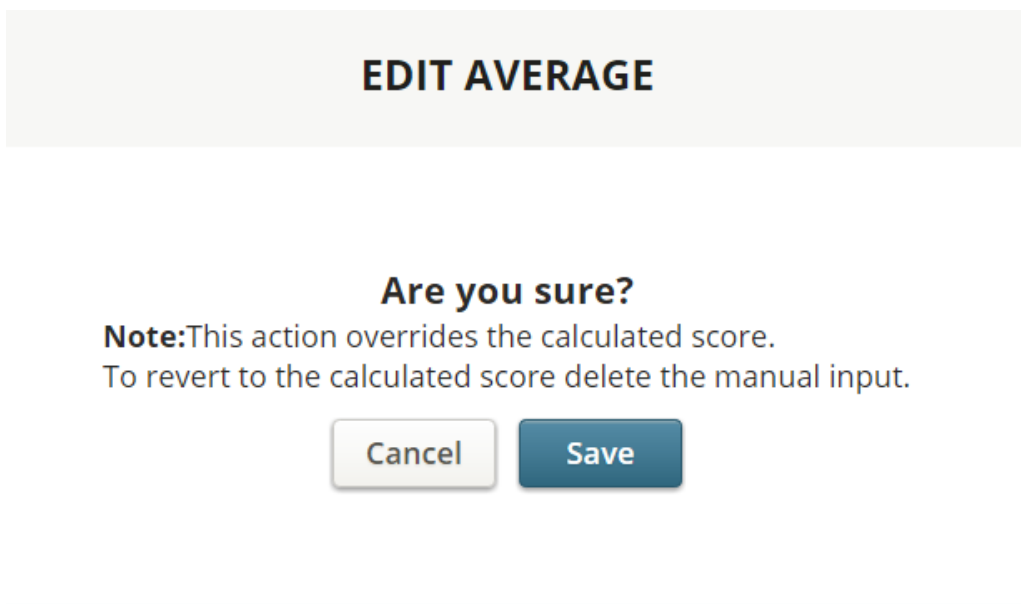 EDIT AVERAGE
Are you sure?
Note:This action overrides the calculated score.
To revert to the calculated score delete the manual input.
Cancel Save